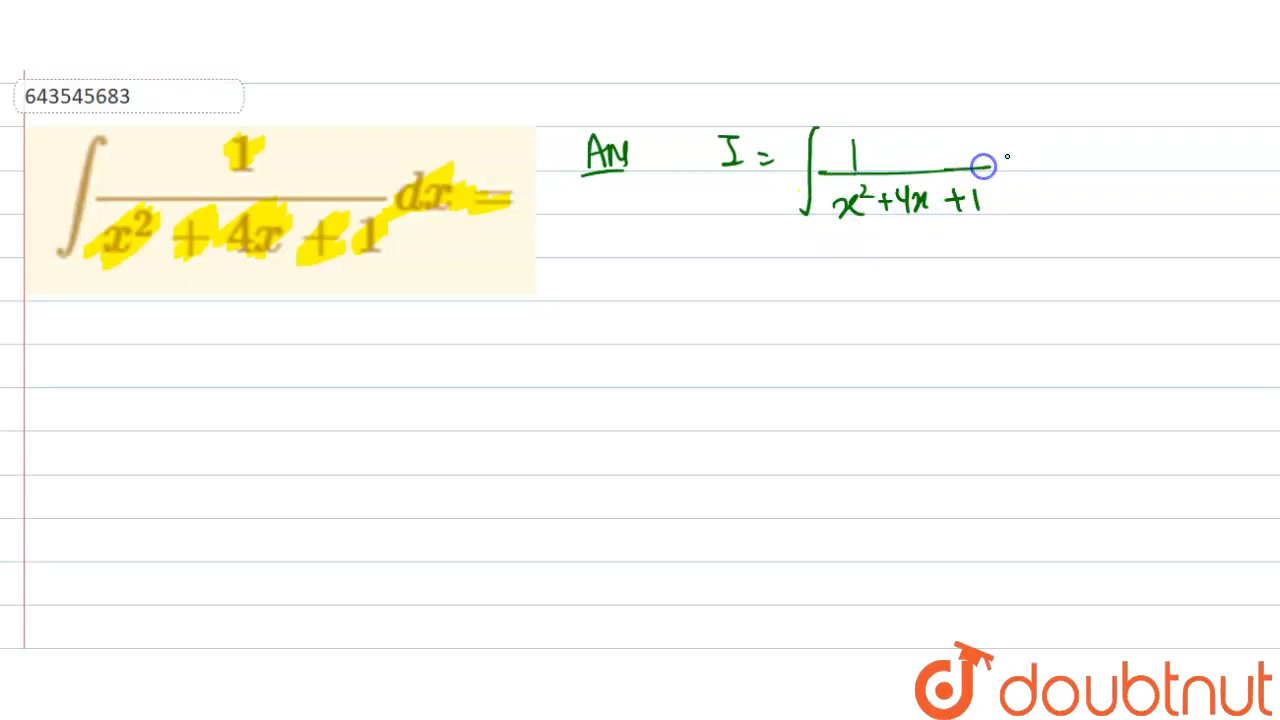 643545683
∫ 1/(x² + 4x + 1) dx =
Ans I = ∫ 1/(x²+4x+1)
doubtnut